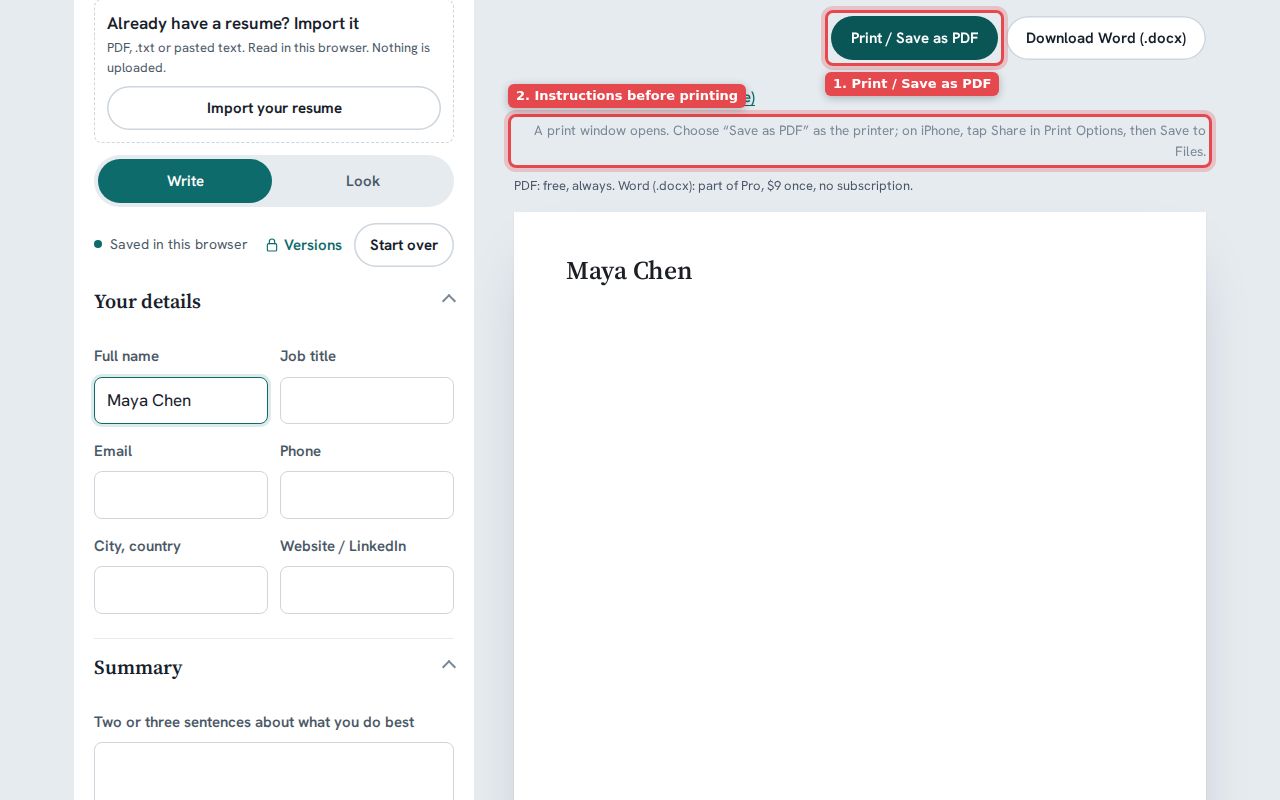 Already have a resume? Import it
PDF, .txt or pasted text. Read in this browser. Nothing is
uploaded.
Import your resume
Write
Look
Saved in this browser
Versions
Start over
Your details
Full name
Job title
Maya Chen
Email
Phone
City, country
Website / LinkedIn
Summary
Two or three sentences about what you do best
Print / Save as PDF
Download Word (.docx)
1. Print / Save as PDF
2. Instructions before printing
A print window opens. Choose “Save as PDF” as the printer; on iPhone, tap Share in Print Options, then Save to
Files.
PDF: free, always. Word (.docx): part of Pro, $9 once, no subscription.
Maya Chen